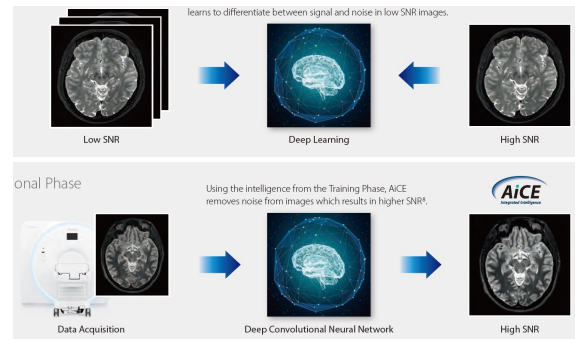 learns to differentiate between signal and noise in low SNR images.
Low SNR
Deep Learning
High SNR
onal Phase
Using the intelligence from the Training Phase, AiCE
removes noise from images which results in higher SNR⁶.
AiCE
Integrated Intelligence
Data Acquisition
Deep Convolutional Neural Network
High SNR